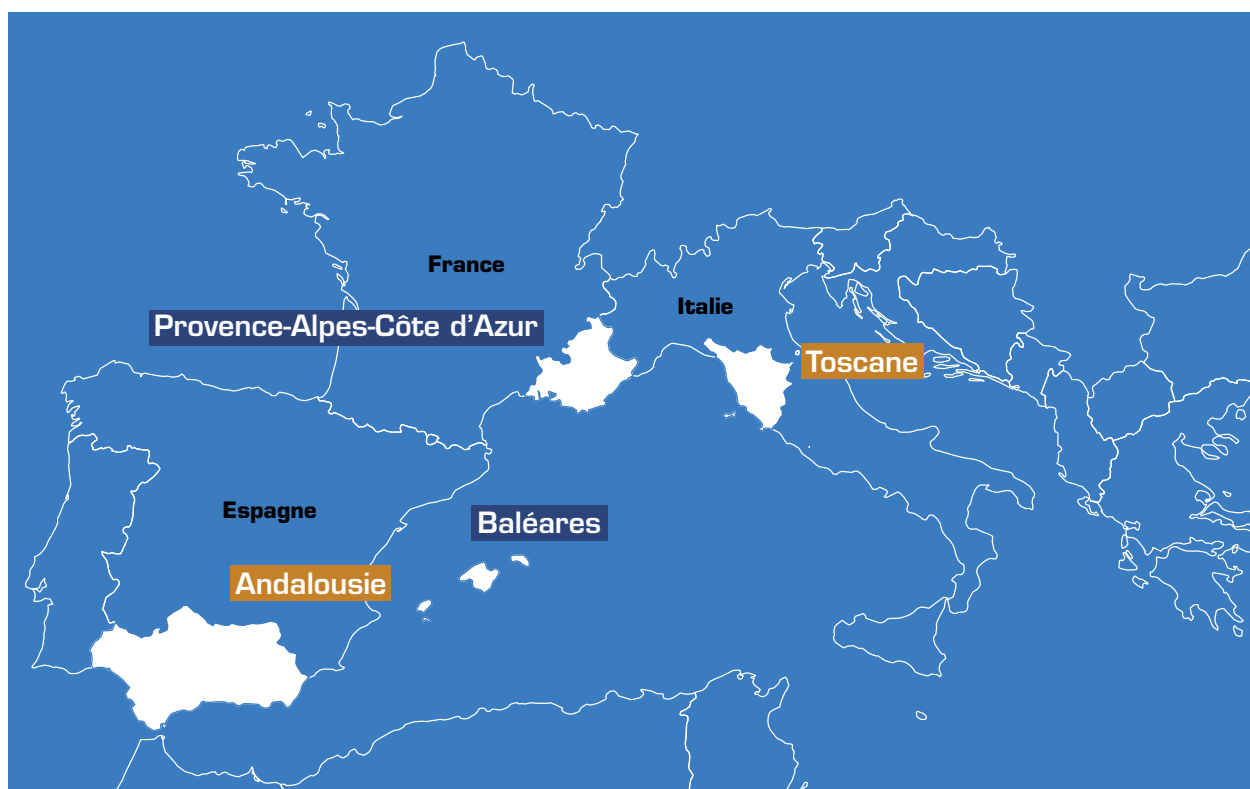 France
Italie
Provence-Alpes-Côte d’Azur
Toscane
Espagne
Baléares
Andalousie